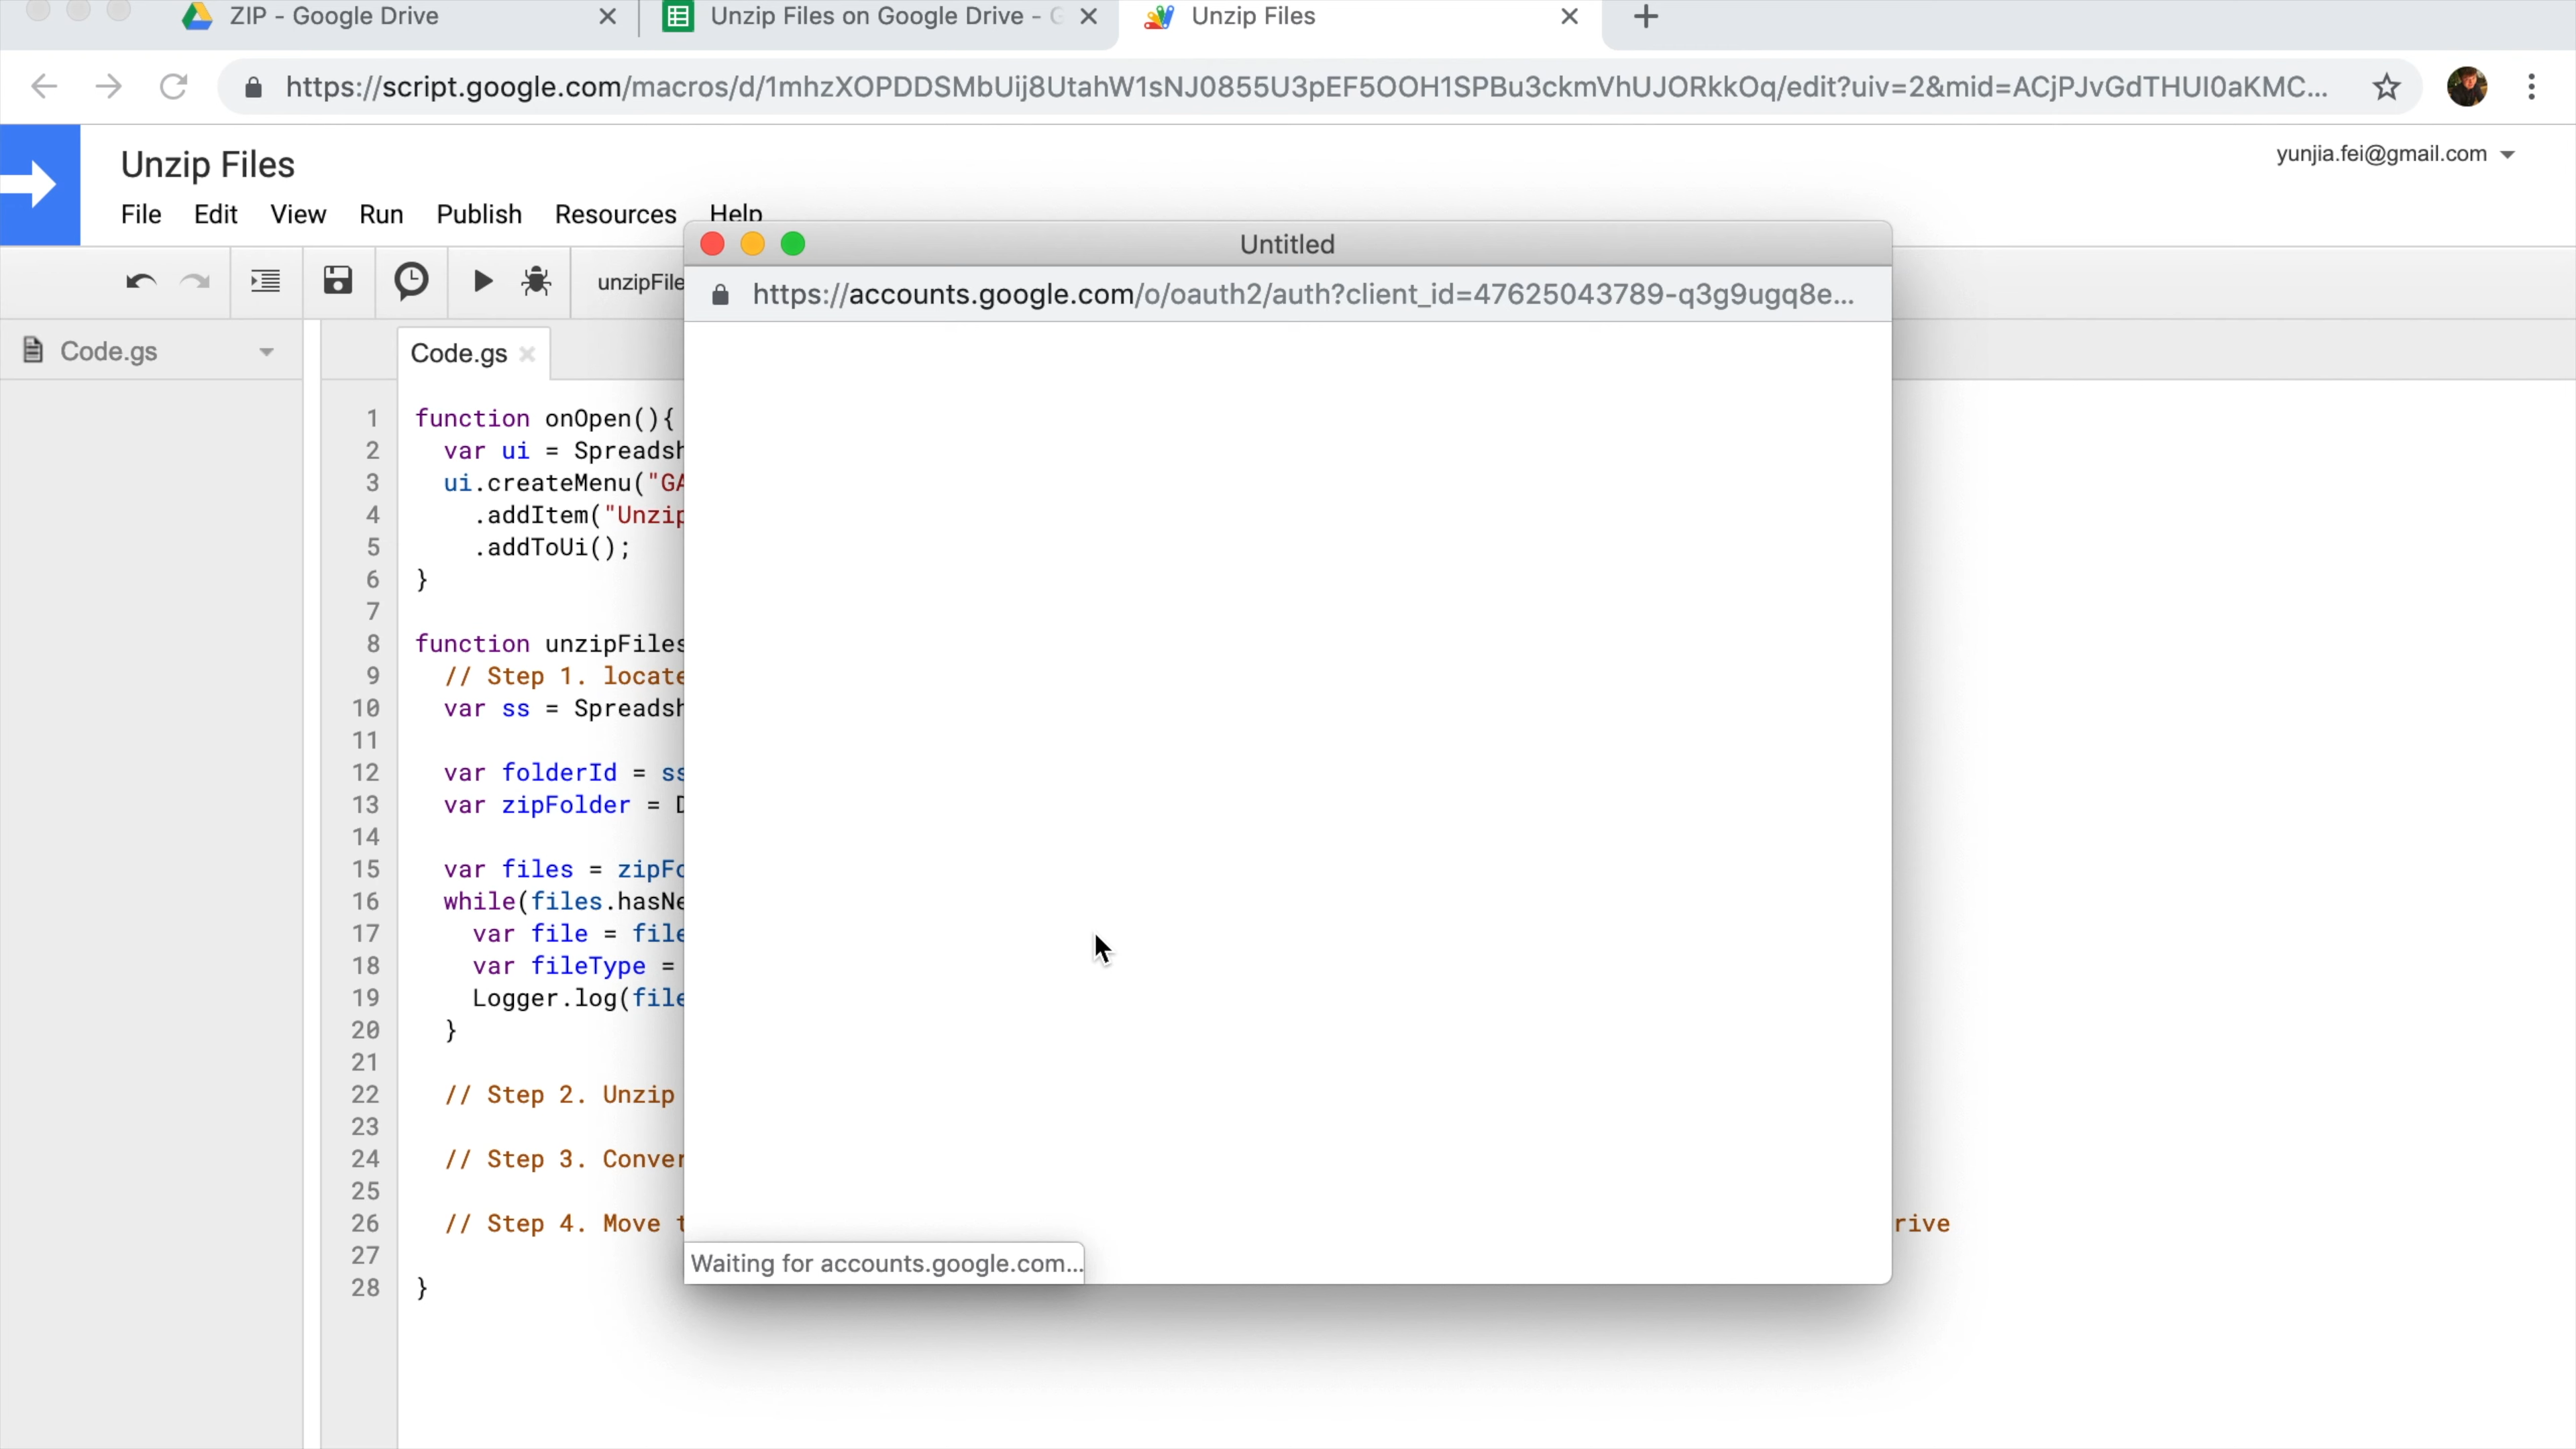 ZIP - Google Drive
Unzip Files on Google Drive - G
Unzip Files
https://script.google.com/macros/d/1mhzXOPDDSMbUij8UtahW1sNJ0855U3pEF5OOH1SPBu3ckmVhUJORkkOq/edit?uiv=2&mid=ACjPJvGdTHUI0aKMC...
Unzip Files
yunjia.fei@gmail.com
File Edit View Run Publish Resources Help
Untitled
unzipFile
https://accounts.google.com/o/oauth2/auth?client_id=47625043789-q3g9ugq8e...
Code.gs
Code.gs
1 function onOpen(){
2 var ui = Spreadsh
3 ui.createMenu("GA
4 .addItem("Unzip
5 .addToUi();
6 }
7
8 function unzipFiles
9 // Step 1. locate
10 var ss = Spreadsh
11
12 var folderId = ss
13 var zipFolder = D
14
15 var files = zipFo
16 while(files.hasNe
17 var file = file
18 var fileType =
19 Logger.log(file
20 }
21
22 // Step 2. Unzip
23
24 // Step 3. Conver
25
26 // Step 4. Move t rive
27
28 }
Waiting for accounts.google.com...